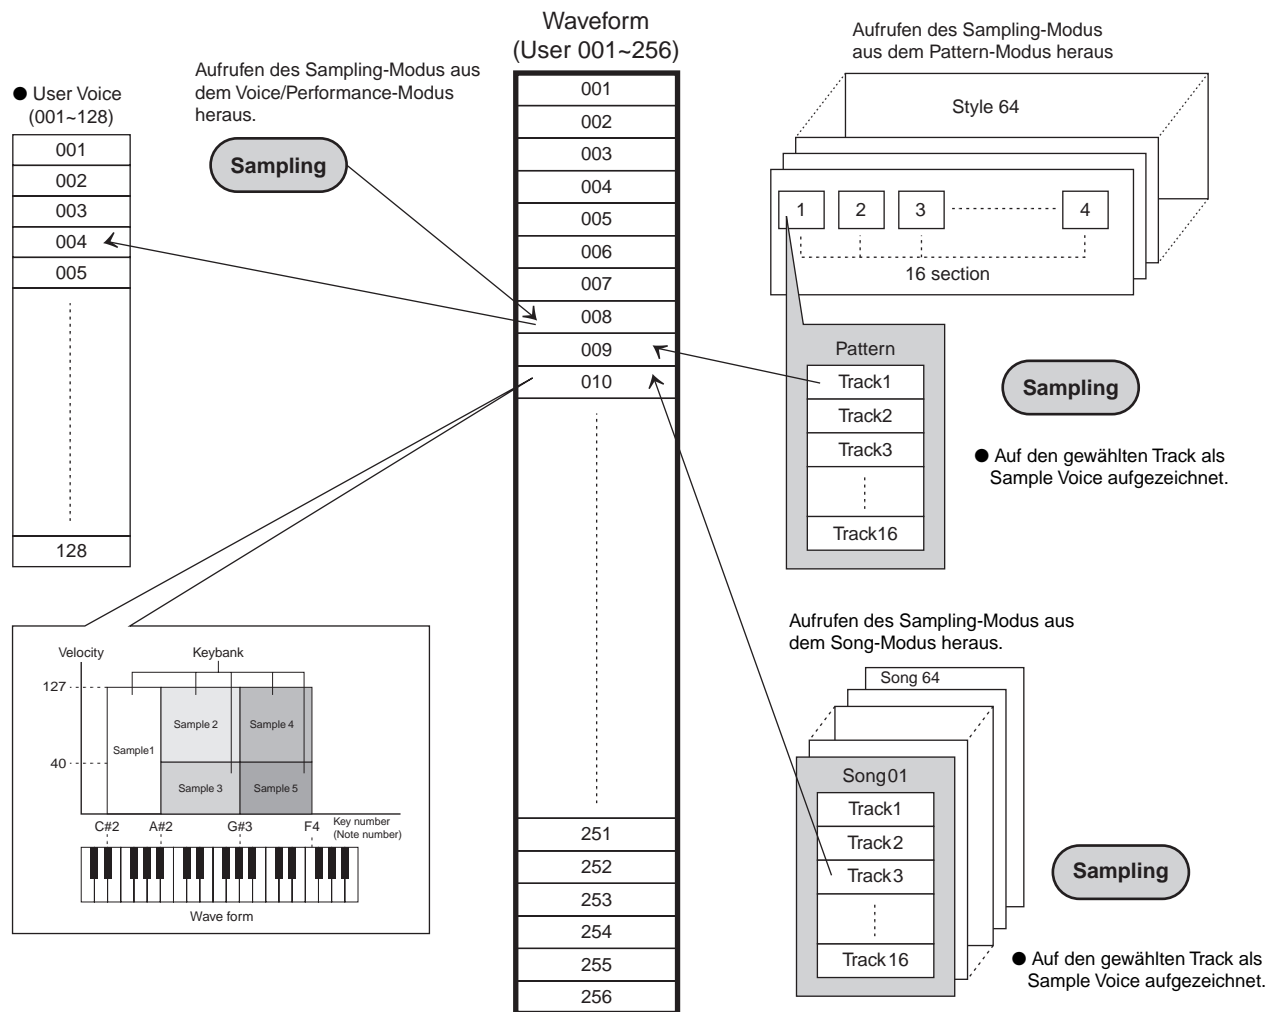 Waveform
(User 001~256)
001
002
003
004
005
006
007
008
009
010
251
252
253
254
255
256
● User Voice
(001~128)
001
002
003
004
005
128
Aufrufen des Sampling-Modus aus
dem Voice/Performance-Modus
heraus.
Sampling
Aufrufen des Sampling-Modus
aus dem Pattern-Modus heraus
Style 64
1 2 3 4
16 section
Pattern
Track1
Track2
Track3
Track16
Sampling
● Auf den gewählten Track als
Sample Voice aufgezeichnet.
Aufrufen des Sampling-Modus aus
dem Song-Modus heraus.
Song 64
Song01
Track1
Track2
Track3
Track16
Sampling
● Auf den gewählten Track als
Sample Voice aufgezeichnet.
Velocity
Keybank
127
Sample 2
Sample 4
Sample1
40
Sample 3
Sample 5
C#2 A#2 G#3 F4
Key number
(Note number)
Wave form